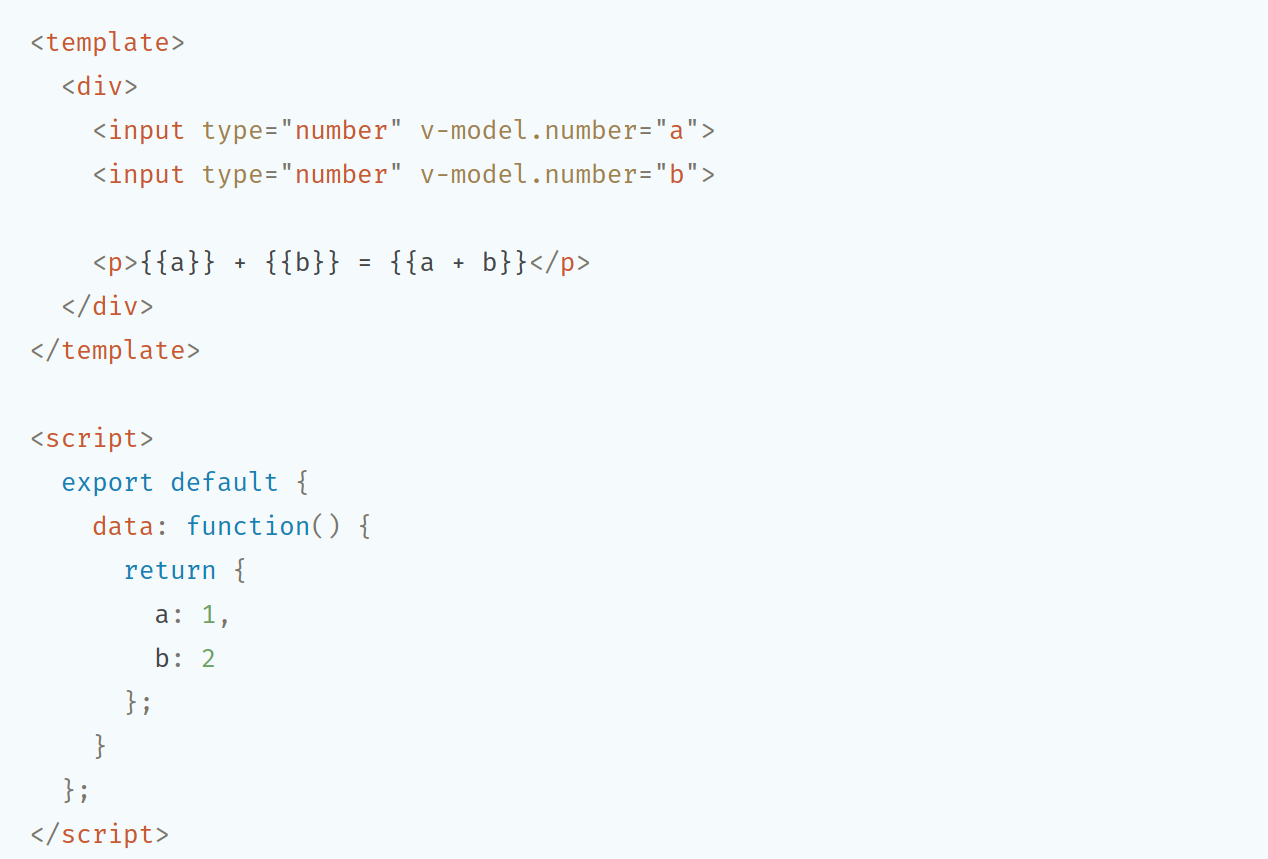 <template>
  <div>
    <input type="number" v-model.number="a">
    <input type="number" v-model.number="b">

    <p>{{a}} + {{b}} = {{a + b}}</p>
  </div>
</template>

<script>
  export default {
    data: function() {
      return {
        a: 1,
        b: 2
      };
    }
  };
</script>